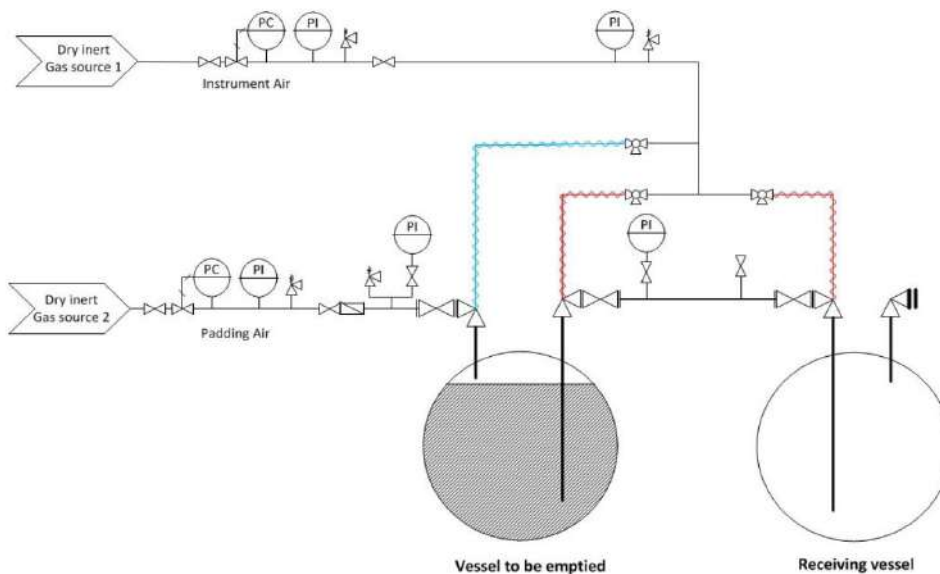 PC
PI
PI
Dry inert
Gas source 1
Instrument Air
PI
PC
PI
Dry inert
Gas source 2
Padding Air
PI
Vessel to be emptied
Receiving vessel